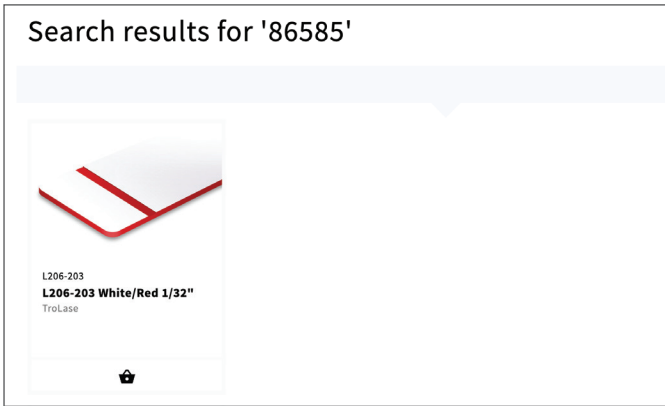 Search results for '86585'
L206-203
L206-203 White/Red 1/32"
TroLase